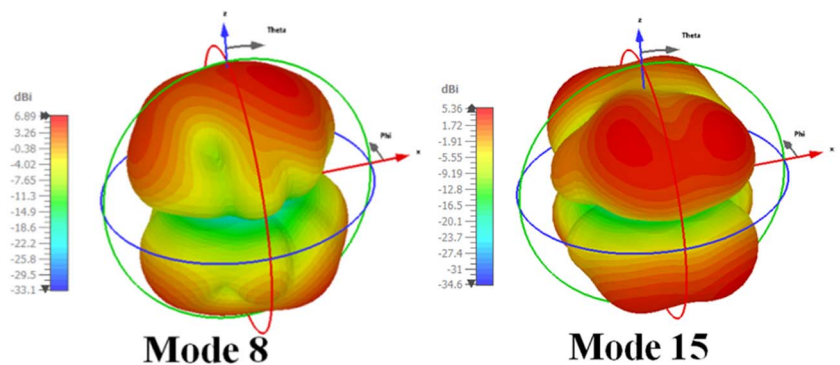 z
Theta
dBi
6.89
3.26
-0.38
-4.02
-7.65
-11.3
-14.9
-18.6
-22.2
-25.8
-29.5
-33.1
Phi
x
Mode 8
z
Theta
dBi
5.36
1.72
-1.91
-5.55
-9.19
-12.8
-16.5
-20.1
-23.7
-27.4
-31
-34.6
Phi
x
Mode 15